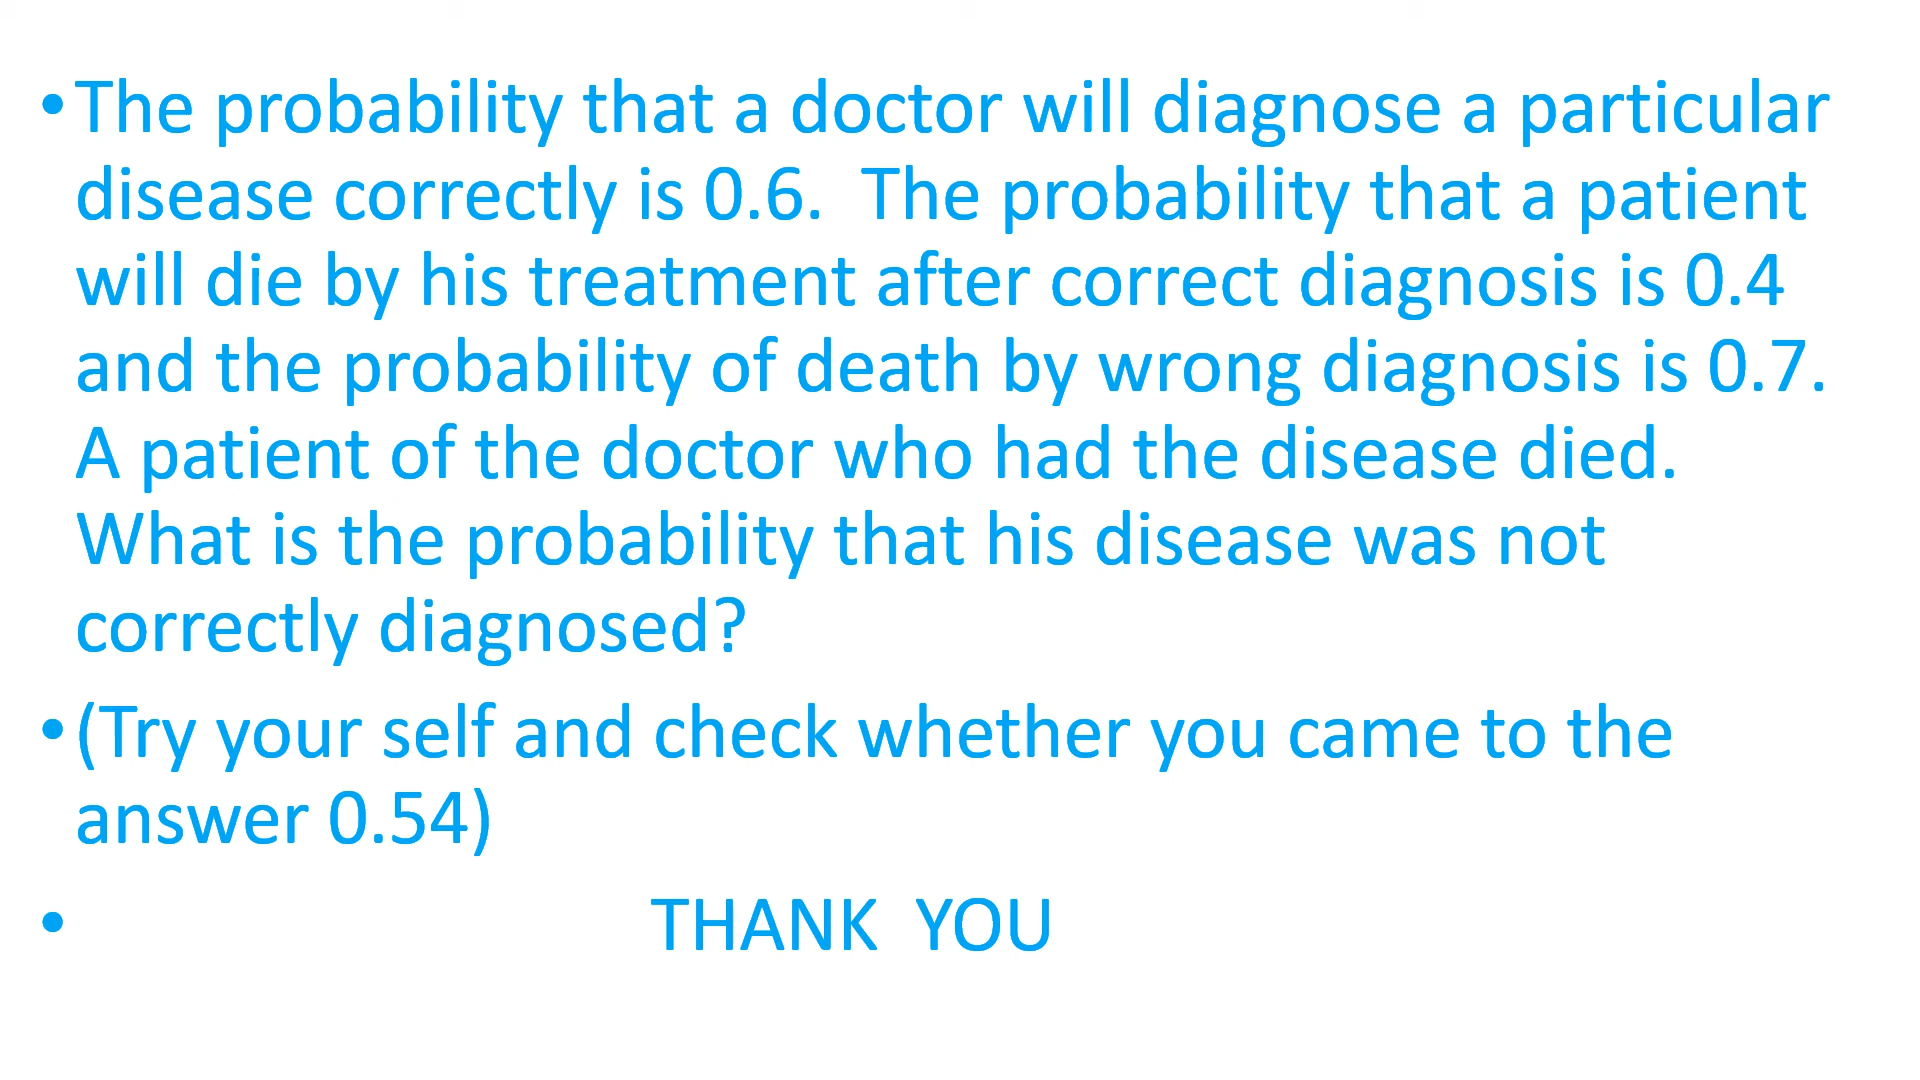 •The probability that a doctor will diagnose a particular
disease correctly is 0.6.  The probability that a patient
will die by his treatment after correct diagnosis is 0.4
and the probability of death by wrong diagnosis is 0.7.
A patient of the doctor who had the disease died.
What is the probability that his disease was not
correctly diagnosed?
•(Try your self and check whether you came to the
answer 0.54)
• THANK  YOU